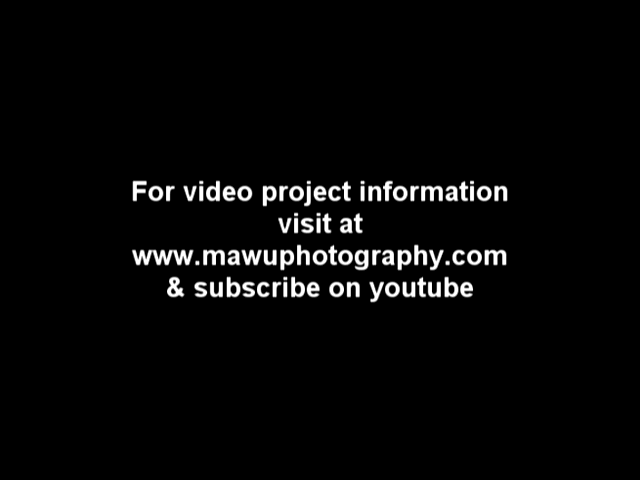 For video project information
visit at
www.mawuphotography.com
& subscribe on youtube